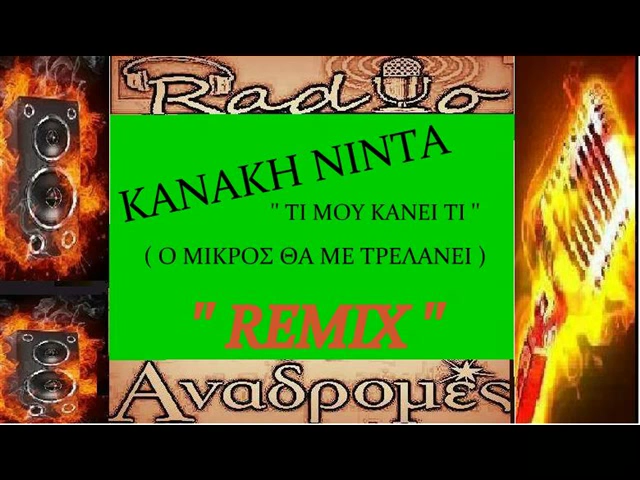 Radio
ΚΑΝΑΚΗ ΝΙΝΤΑ
" ΤΙ ΜΟΥ ΚΑΝΕΙ ΤΙ "
( Ο ΜΙΚΡΟΣ ΘΑ ΜΕ ΤΡΕΛΑΝΕΙ )
" REMIX "
Αναδρομές